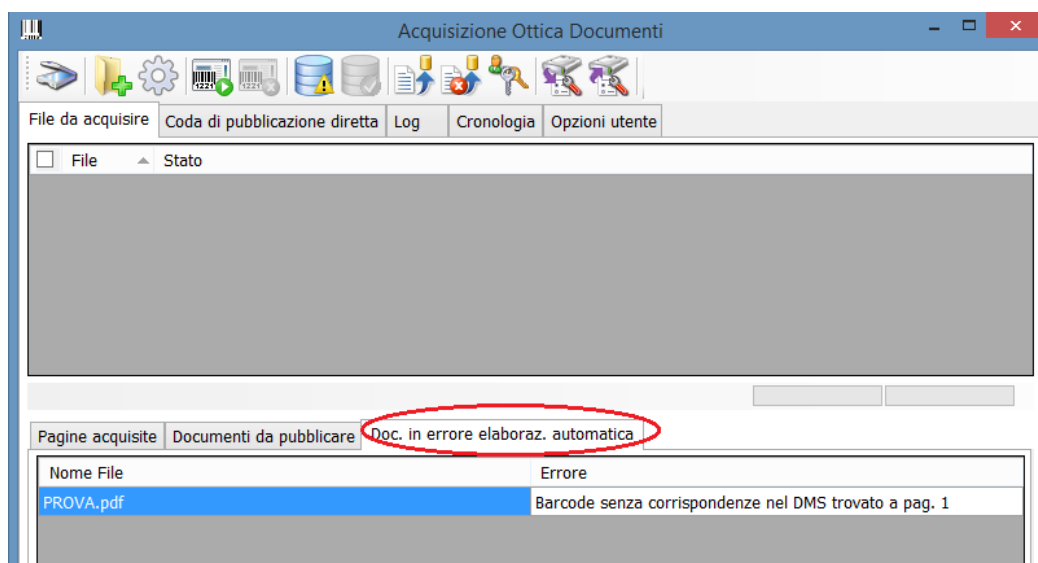 Acquisizione Ottica Documenti
File da acquisire Coda di pubblicazione diretta Log Cronologia Opzioni utente
File Stato
Pagine acquisite Documenti da pubblicare Doc. in errore elaboraz. automatica
Nome File Errore
PROVA.pdf Barcode senza corrispondenze nel DMS trovato a pag. 1